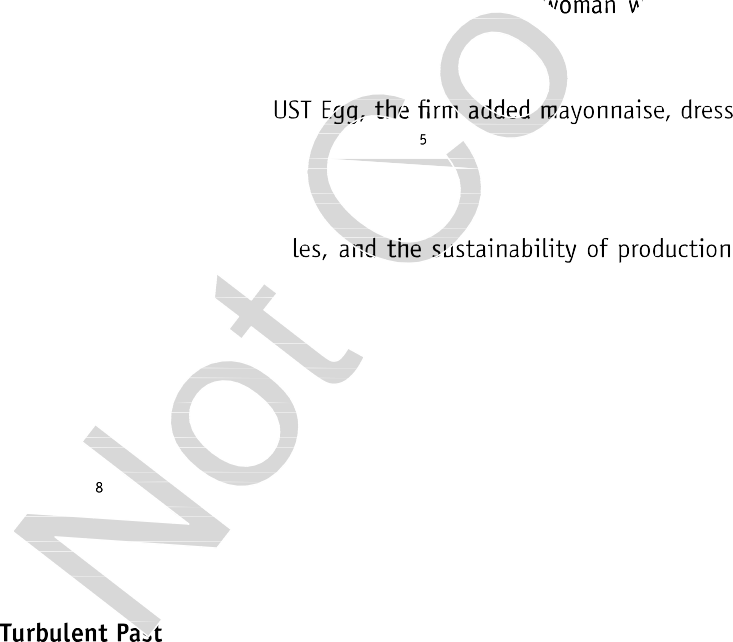 woman w
UST Egg, the firm added mayonnaise, dress
5
les, and the sustainability of production
8
Turbulent Past
Not Co